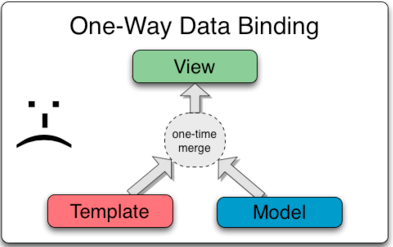 One-Way Data Binding
View
one-time
merge
Template
Model